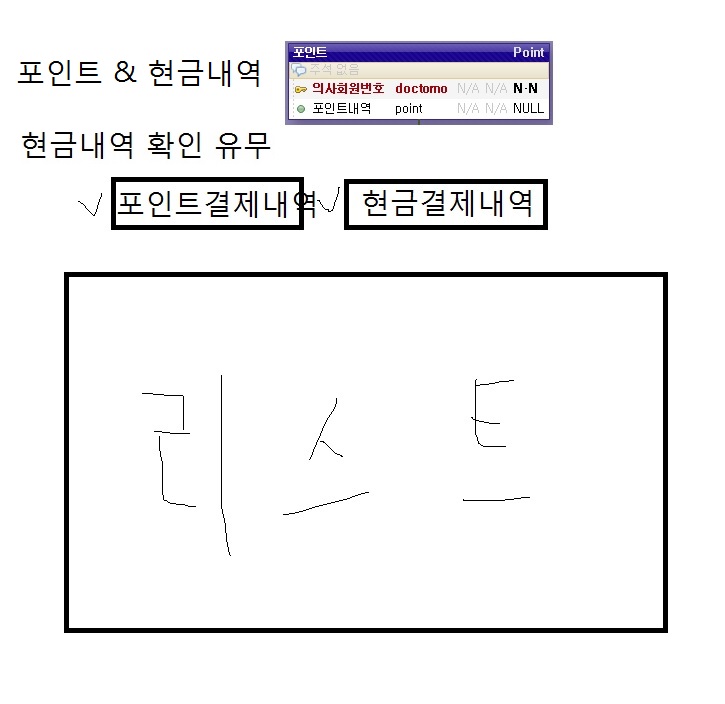 포인트 & 현금내역
포인트 Point
주석 없음
의사회원번호 doctorno N/A N/A N·N
포인트내역 point N/A N/A NULL
현금내역 확인 유무
포인트결제내역 현금결제내역
리스트